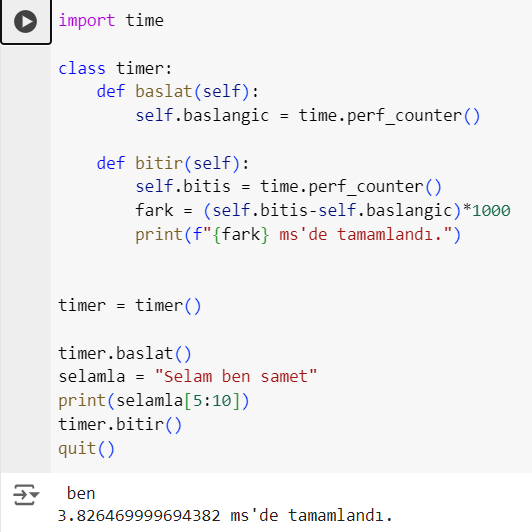 import time
class timer:
def baslat(self):
self.baslangic = time.perf_counter()
def bitir(self):
self.bitis = time.perf_counter()
fark = (self.bitis-self.baslangic)*1000
print(f"{fark} ms'de tamamlandı.")
timer = timer()
timer.baslat()
selamla = "Selam ben samet"
print(selamla[5:10])
timer.bitir()
quit()
ben
3.826469999694382 ms'de tamamlandı.